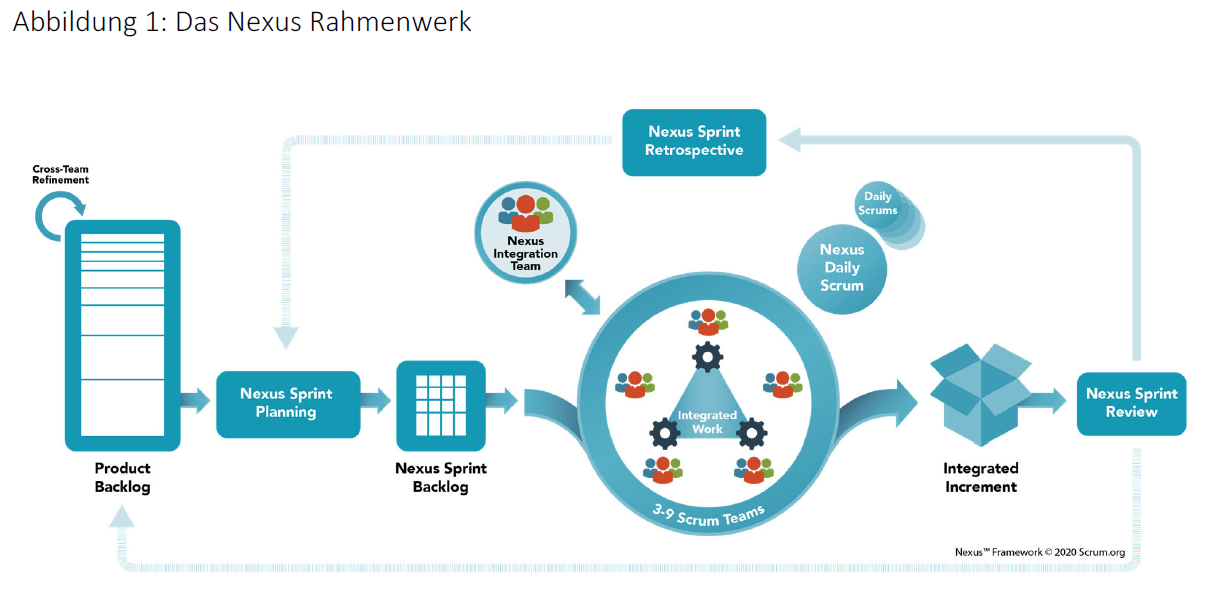 Abbildung 1: Das Nexus Rahmenwerk
Nexus Sprint
Retrospective
Cross-Team
Refinement
Daily
Scrums
Nexus
Integration
Team
Nexus
Daily
Scrum
Nexus Sprint
Planning
Integrated
Work
Nexus Sprint
Review
Product
Backlog
Nexus Sprint
Backlog
3-9 Scrum Teams
Integrated
Increment
Nexus™ Framework © 2020 Scrum.org